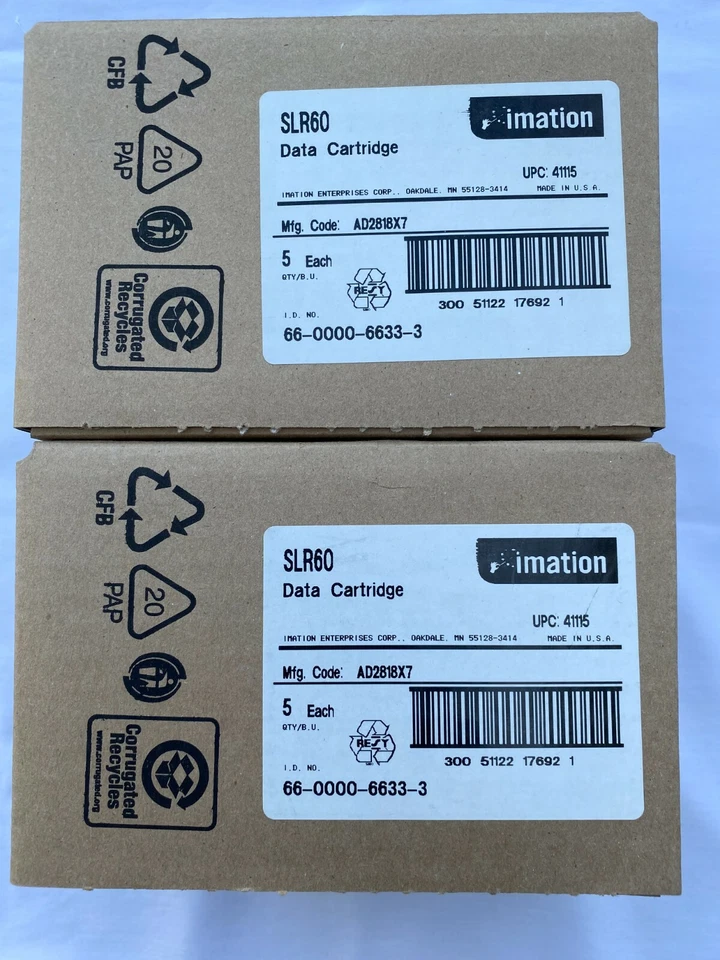 CFB
20
PAP
Corrugated
Recycles
www.corrugated.org
SLR60
imation
Data Cartridge
UPC: 41115
IMATION ENTERPRISES CORP., OAKDALE, MN 55128-3414 MADE IN U.S.A.
Mfg. Code: AD2818X7
5 Each
QTY/B.U.
RESY
300 51122 17692 1
I.D. NO.
66-0000-6633-3
CFB
20
PAP
Corrugated
Recycles
www.corrugated.org
SLR60
imation
Data Cartridge
UPC: 41115
IMATION ENTERPRISES CORP., OAKDALE, MN 55128-3414 MADE IN U.S.A.
Mfg. Code: AD2818X7
5 Each
QTY/B.U.
RESY
300 51122 17692 1
I.D. NO.
66-0000-6633-3